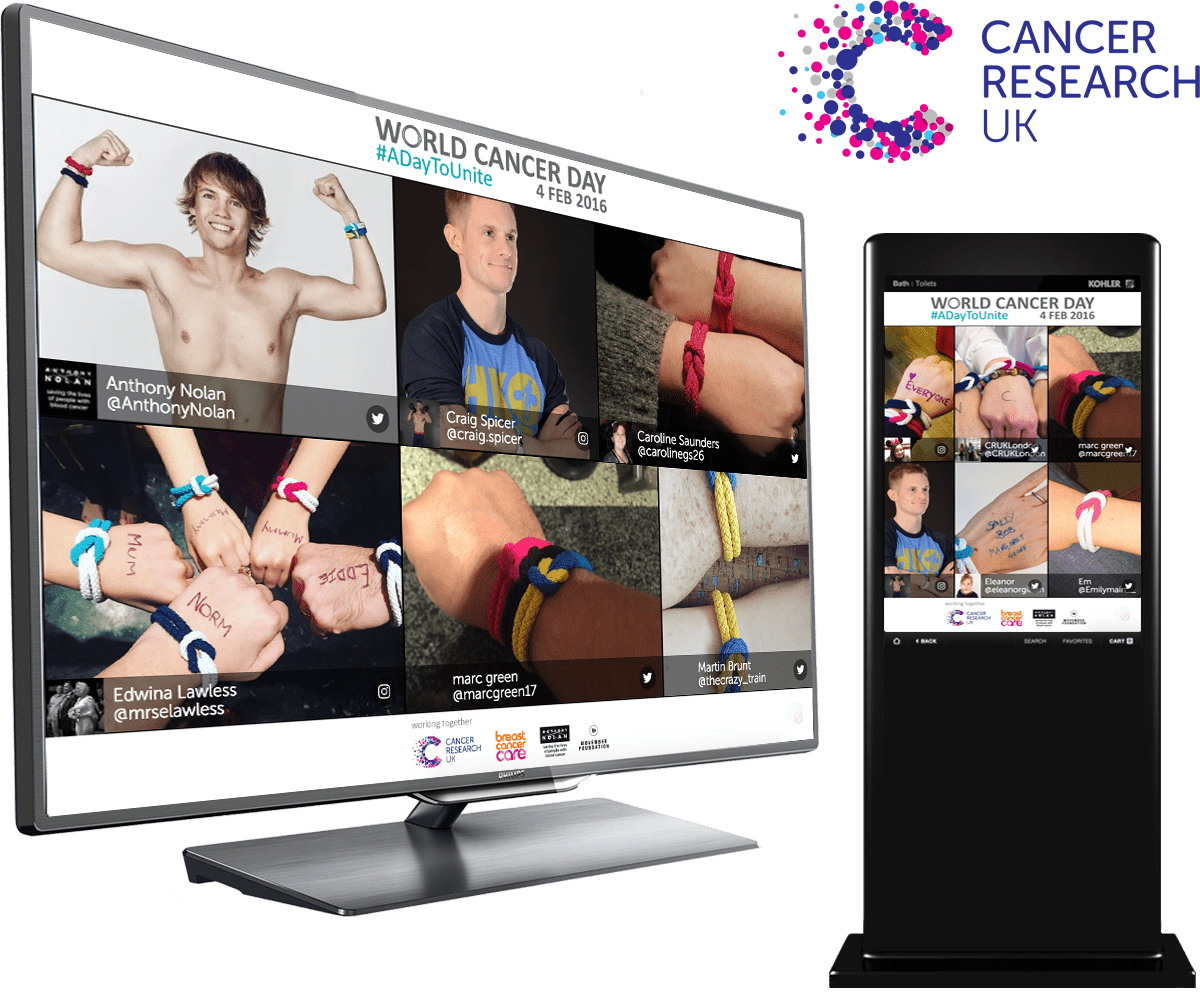 CANCER
RESEARCH
UK
WORLD CANCER DAY
#ADayToUnite
4 FEB 2016
ANTHONY
NOLAN
saving the lives
of people with
blood cancer
Anthony Nolan
@AnthonyNolan
Craig Spicer
@craig.spicer
Caroline Saunders
@carolinegs26
MUM
Mummy
Mummy
EDDIE
NORM
Edwina Lawless
@mrselawless
marc green
@marcgreen17
Martin Brunt
@thecrazy_train
working together
CANCER
RESEARCH
UK
breast
cancer
care
ANTHONY
NOLAN
saving the lives
of people with
blood cancer
MOVEMBER
FOUNDATION
PHILIPS
Bath | Toilets
KOHLER
WORLD CANCER DAY
#ADayToUnite
4 FEB 2016
EVERYONE
N
C
CRUKLondon
@CRUKLondon
marc green
@marcgreen17
SALLY
BOB
MARGARET
Eleanor
Em
working together
CANCER
RESEARCH
UK
breast
cancer
care
ANTHONY
NOLAN
MOVEMBER
FOUNDATION
BACK
SEARCH
FAVORITES
CART